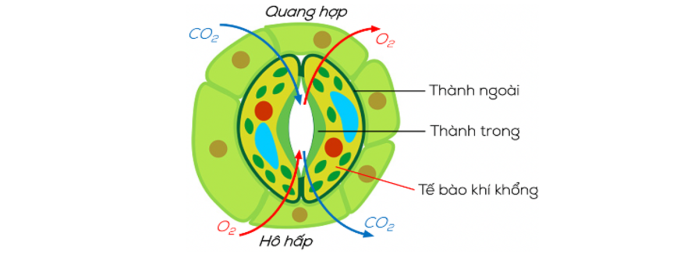 Quang hợp
CO₂
O₂
Thành ngoài
Thành trong
Tế bào khí khổng
O₂
CO₂
Hô hấp